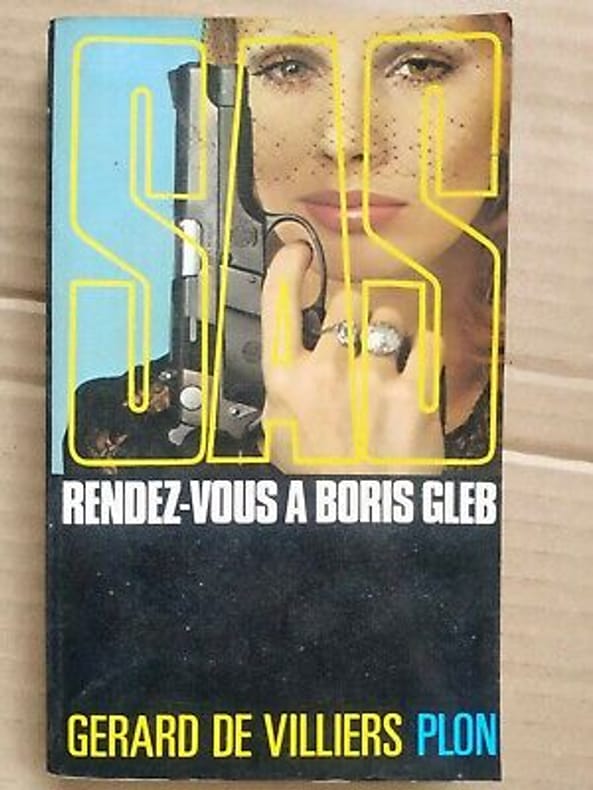 SAS
RENDEZ-VOUS A BORIS GLEB
GERARD DE VILLIERS PLON